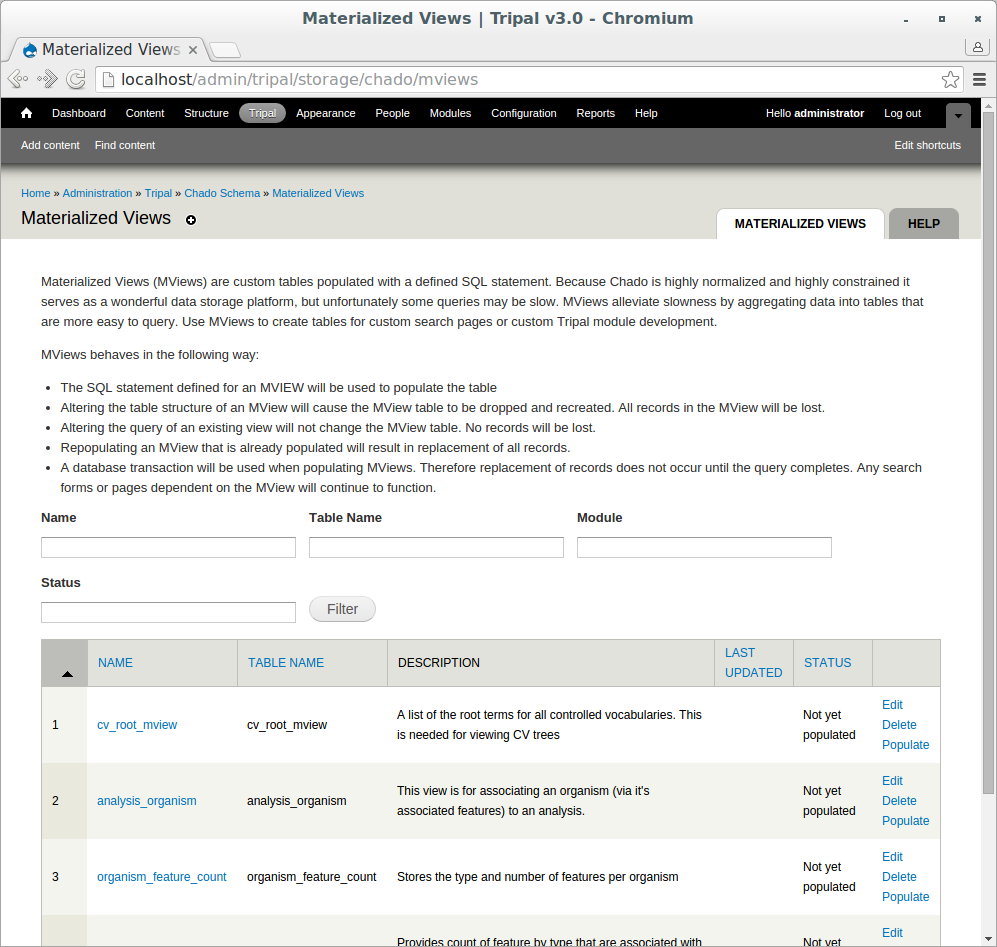 Materialized Views | Tripal v3.0 - Chromium
Materialized Views
localhost/admin/tripal/storage/chado/mviews
Dashboard Content Structure Tripal Appearance People Modules Configuration Reports Help Hello administrator Log out
Add content Find content Edit shortcuts
Home » Administration » Tripal » Chado Schema » Materialized Views
Materialized Views
MATERIALIZED VIEWS HELP
Materialized Views (MViews) are custom tables populated with a defined SQL statement. Because Chado is highly normalized and highly constrained it
serves as a wonderful data storage platform, but unfortunately some queries may be slow. MViews alleviate slowness by aggregating data into tables that
are more easy to query. Use MViews to create tables for custom search pages or custom Tripal module development.
MViews behaves in the following way:
• The SQL statement defined for an MVIEW will be used to populate the table
• Altering the table structure of an MView will cause the MView table to be dropped and recreated. All records in the MView will be lost.
• Altering the query of an existing view will not change the MView table. No records will be lost.
• Repopulating an MView that is already populated will result in replacement of all records.
• A database transaction will be used when populating MViews. Therefore replacement of records does not occur until the query completes. Any search
forms or pages dependent on the MView will continue to function.
Name Table Name Module
Status
Filter
NAME TABLE NAME DESCRIPTION LAST UPDATED STATUS
1 cv_root_mview cv_root_mview A list of the root terms for all controlled vocabularies. This
is needed for viewing CV trees
Not yet
populated
Edit
Delete
Populate
2 analysis_organism analysis_organism This view is for associating an organism (via it's
associated features) to an analysis.
Not yet
populated
Edit
Delete
Populate
3 organism_feature_count organism_feature_count Stores the type and number of features per organism
Not yet
populated
Edit
Delete
Populate
Provides count of feature by type that are associated with
Not yet
Edit